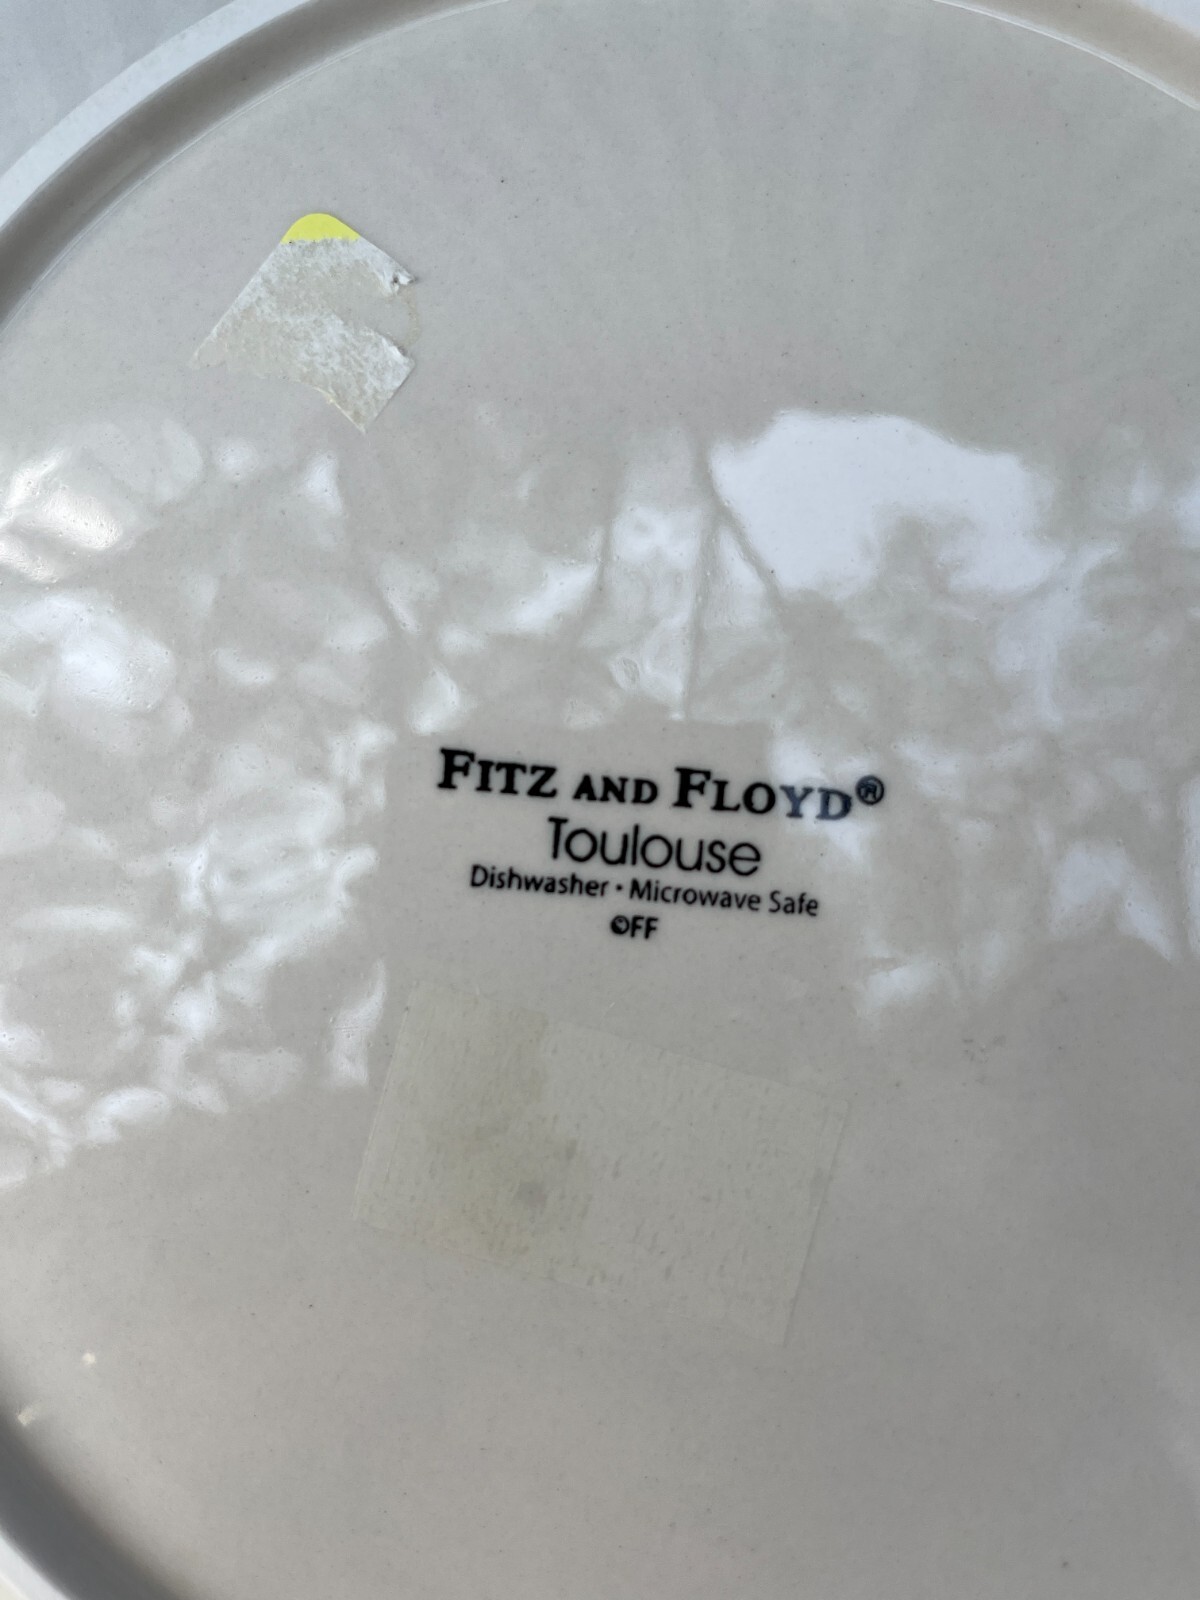 FITZ AND FLOYD®
Toulouse
Dishwasher • Microwave Safe
©FF